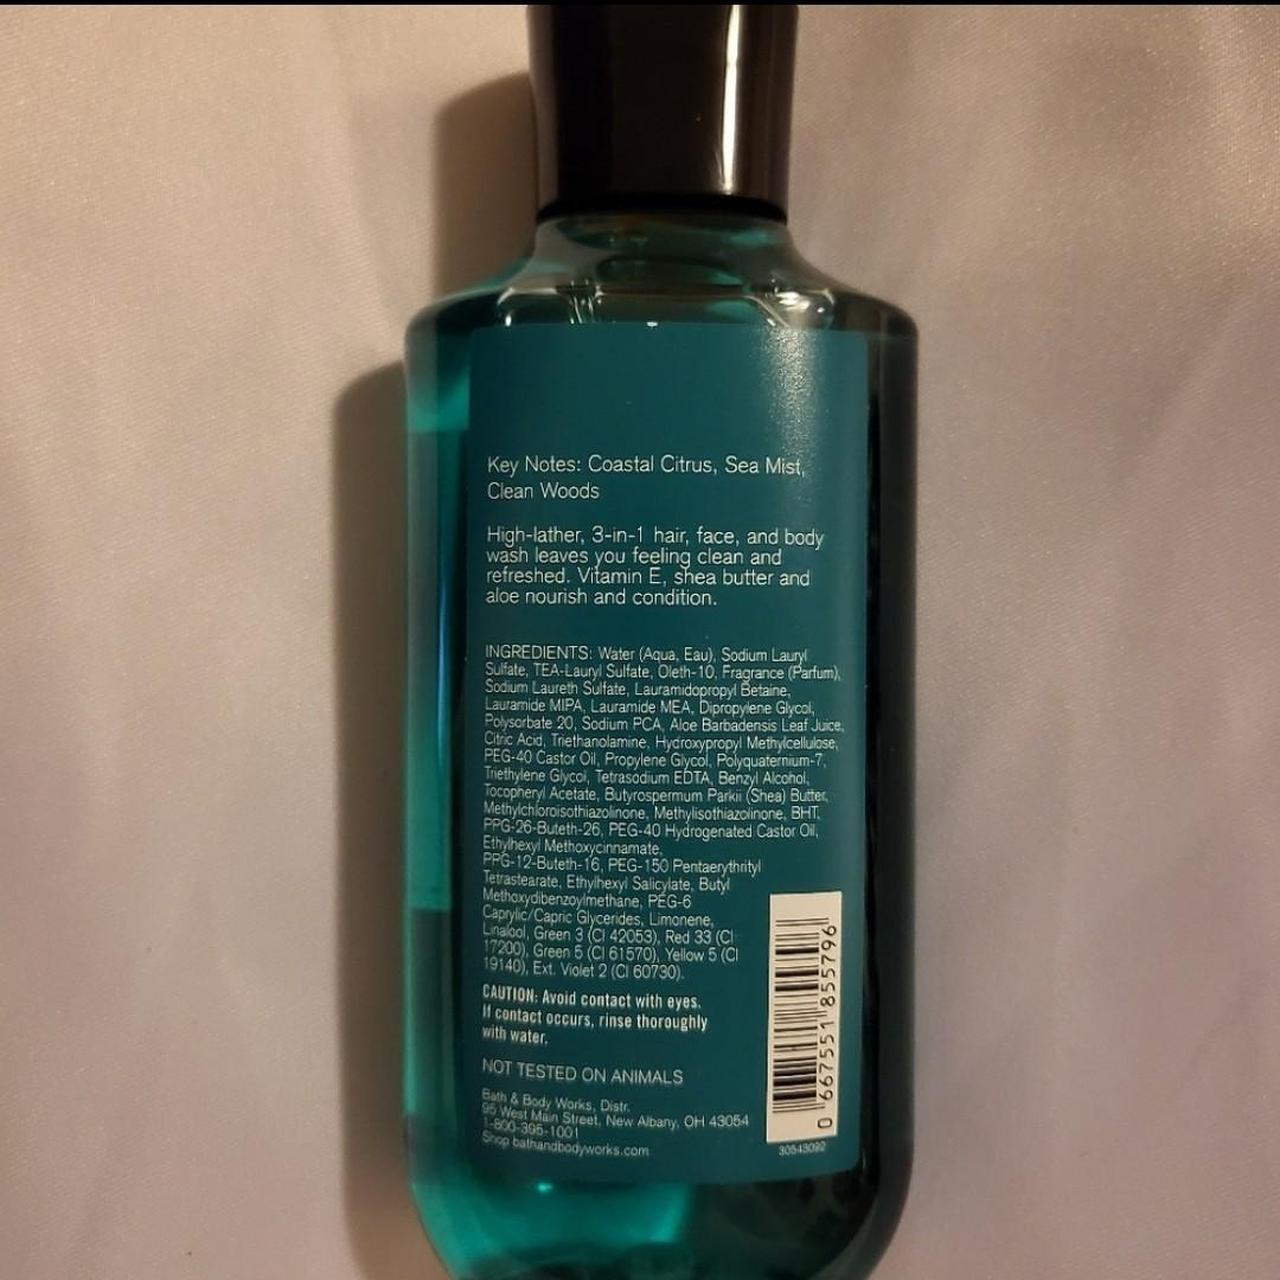 Key Notes: Coastal Citrus, Sea Mist,
Clean Woods
High-lather, 3-in-1 hair, face, and body
wash leaves you feeling clean and
refreshed. Vitamin E, shea butter and
aloe nourish and condition.
INGREDIENTS: Water (Aqua, Eau), Sodium Lauryl
Sulfate, TEA-Lauryl Sulfate, Oleth-10, Fragrance (Parfum),
Sodium Laureth Sulfate, Lauramidopropyl Betaine,
Lauramide MIPA, Lauramide MEA, Dipropylene Glycol,
Polysorbate 20, Sodium PCA, Aloe Barbadensis Leaf Juice,
Citric Acid, Triethanolamine, Hydroxypropyl Methylcellulose,
PEG-40 Castor Oil, Propylene Glycol, Polyquaternium-7,
Triethylene Glycol, Tetrasodium EDTA, Benzyl Alcohol,
Tocopheryl Acetate, Butyrospermum Parkii (Shea) Butter,
Methylchloroisothiazolinone, Methylisothiazolinone, BHT,
PPG-26-Buteth-26, PEG-40 Hydrogenated Castor Oil,
Ethylhexyl Methoxycinnamate,
PPG-12-Buteth-16, PEG-150 Pentaerythrityl
Tetrastearate, Ethylhexyl Salicylate, Butyl
Methoxydibenzoylmethane, PEG-6
Caprylic/Capric Glycerides, Limonene,
Linalool, Green 3 (CI 42053), Red 33 (CI
17200), Green 5 (CI 61570), Yellow 5 (CI
19140), Ext. Violet 2 (CI 60730).
CAUTION: Avoid contact with eyes.
If contact occurs, rinse thoroughly
with water.
NOT TESTED ON ANIMALS
Bath & Body Works, Distr.
95 West Main Street, New Albany, OH 43054
1-800-395-1001
Shop bathandbodyworks.com
0 667551 855796
30543092